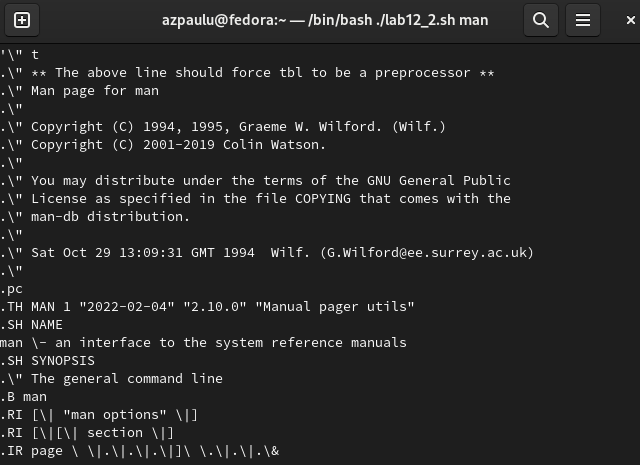 azpaulu@fedora:~ — /bin/bash ./lab12_2.sh man
'\" t
.\" ** The above line should force tbl to be a preprocessor **
.\" Man page for man
.\"
.\" Copyright (C) 1994, 1995, Graeme W. Wilford. (Wilf.)
.\" Copyright (C) 2001-2019 Colin Watson.
.\"
.\" You may distribute under the terms of the GNU General Public
.\" License as specified in the file COPYING that comes with the
.\" man-db distribution.
.\"
.\" Sat Oct 29 13:09:31 GMT 1994  Wilf. (G.Wilford@ee.surrey.ac.uk)
.\"
.pc
.TH MAN 1 "2022-02-04" "2.10.0" "Manual pager utils"
.SH NAME
man \- an interface to the system reference manuals
.SH SYNOPSIS
.\" The general command line
.B man
.RI [\| "man options" \|]
.RI [\|[\| section \|]
.IR page \ \|.\|.\|.\|]\ \.\|.\|.\&